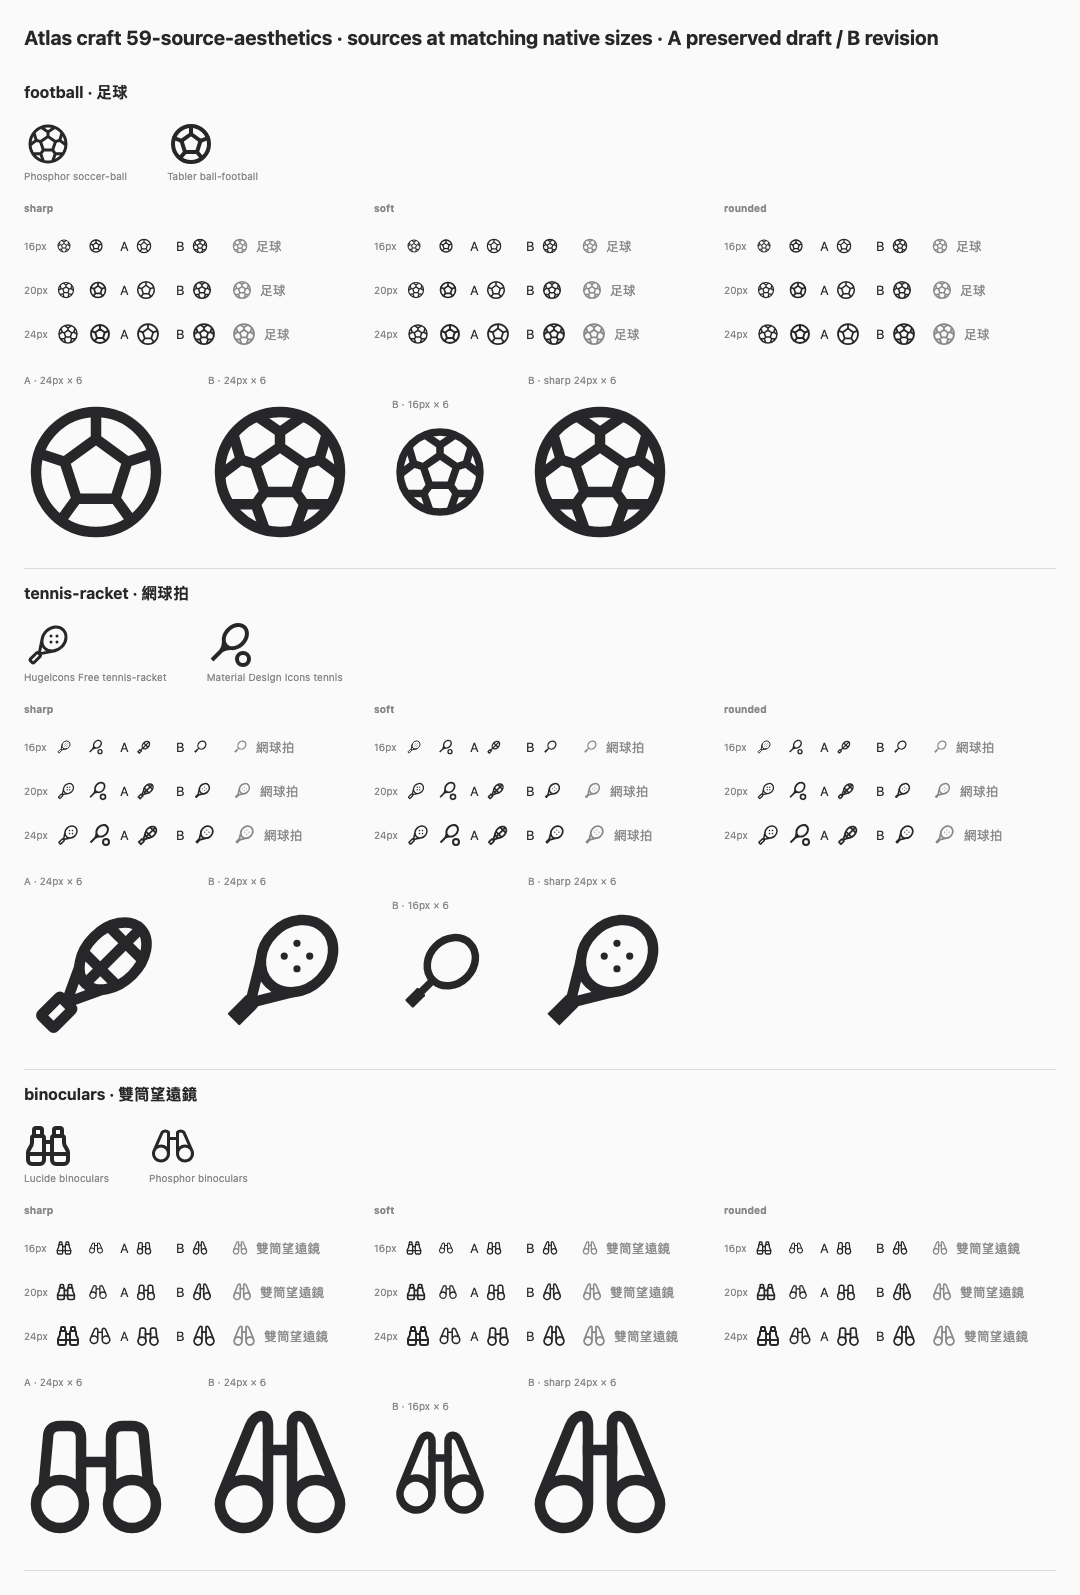 Atlas craft 59-source-aesthetics · sources at matching native sizes · A preserved draft / B revision
football · 足球
Phosphor soccer-ball Tabler ball-football
sharp soft rounded
16px A B 足球 16px A B 足球 16px A B 足球
20px A B 足球 20px A B 足球 20px A B 足球
24px A B 足球 24px A B 足球 24px A B 足球
A · 24px × 6 B · 24px × 6 B · 16px × 6 B · sharp 24px × 6
tennis-racket · 網球拍
Hugeicons Free tennis-racket Material Design Icons tennis
sharp soft rounded
16px A B 網球拍 16px A B 網球拍 16px A B 網球拍
20px A B 網球拍 20px A B 網球拍 20px A B 網球拍
24px A B 網球拍 24px A B 網球拍 24px A B 網球拍
A · 24px × 6 B · 24px × 6 B · 16px × 6 B · sharp 24px × 6
binoculars · 雙筒望遠鏡
Lucide binoculars Phosphor binoculars
sharp soft rounded
16px A B 雙筒望遠鏡 16px A B 雙筒望遠鏡 16px A B 雙筒望遠鏡
20px A B 雙筒望遠鏡 20px A B 雙筒望遠鏡 20px A B 雙筒望遠鏡
24px A B 雙筒望遠鏡 24px A B 雙筒望遠鏡 24px A B 雙筒望遠鏡
A · 24px × 6 B · 24px × 6 B · 16px × 6 B · sharp 24px × 6